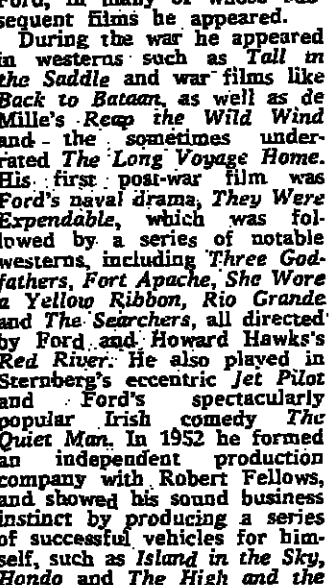 Ford, in many of whose sub-
sequent films he appeared.
During the war he appeared
in westerns such as Tall in
the Saddle and war films like
Back to Bataan, as well as de
Mille's Reap the Wild Wind
and the sometimes under-
rated The Long Voyage Home.
His first post-war film was
Ford's naval drama, They Were
Expendable, which was fol-
lowed by a series of notable
westerns, including Three God-
fathers, Fort Apache, She Wore
a Yellow Ribbon, Rio Grande
and The Searchers, all directed
by Ford and Howard Hawks's
Red River. He also played in
Sternberg's eccentric Jet Pilot
and Ford's spectacularly
popular Irish comedy The
Quiet Man. In 1952 he formed
an independent production
company with Robert Fellows,
and showed his sound business
instinct by producing a series
of successful vehicles for him-
self, such as Island in the Sky,
Hondo and The High and the